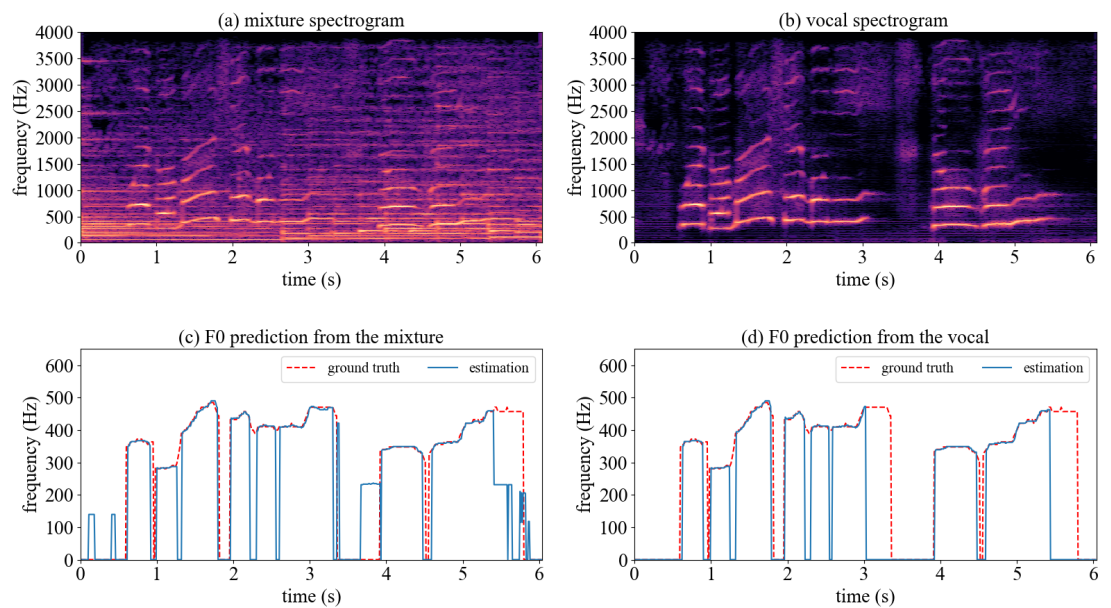 (a) mixture spectrogram
4000
3500
3000
2500
2000
1500
1000
500
0
frequency (Hz)
0 1 2 3 4 5 6
time (s)
(b) vocal spectrogram
4000
3500
3000
2500
2000
1500
1000
500
0
frequency (Hz)
0 1 2 3 4 5 6
time (s)
(c) F0 prediction from the mixture
ground truth estimation
600
500
400
300
200
100
0
frequency (Hz)
0 1 2 3 4 5 6
time (s)
(d) F0 prediction from the vocal
ground truth estimation
600
500
400
300
200
100
0
frequency (Hz)
0 1 2 3 4 5 6
time (s)